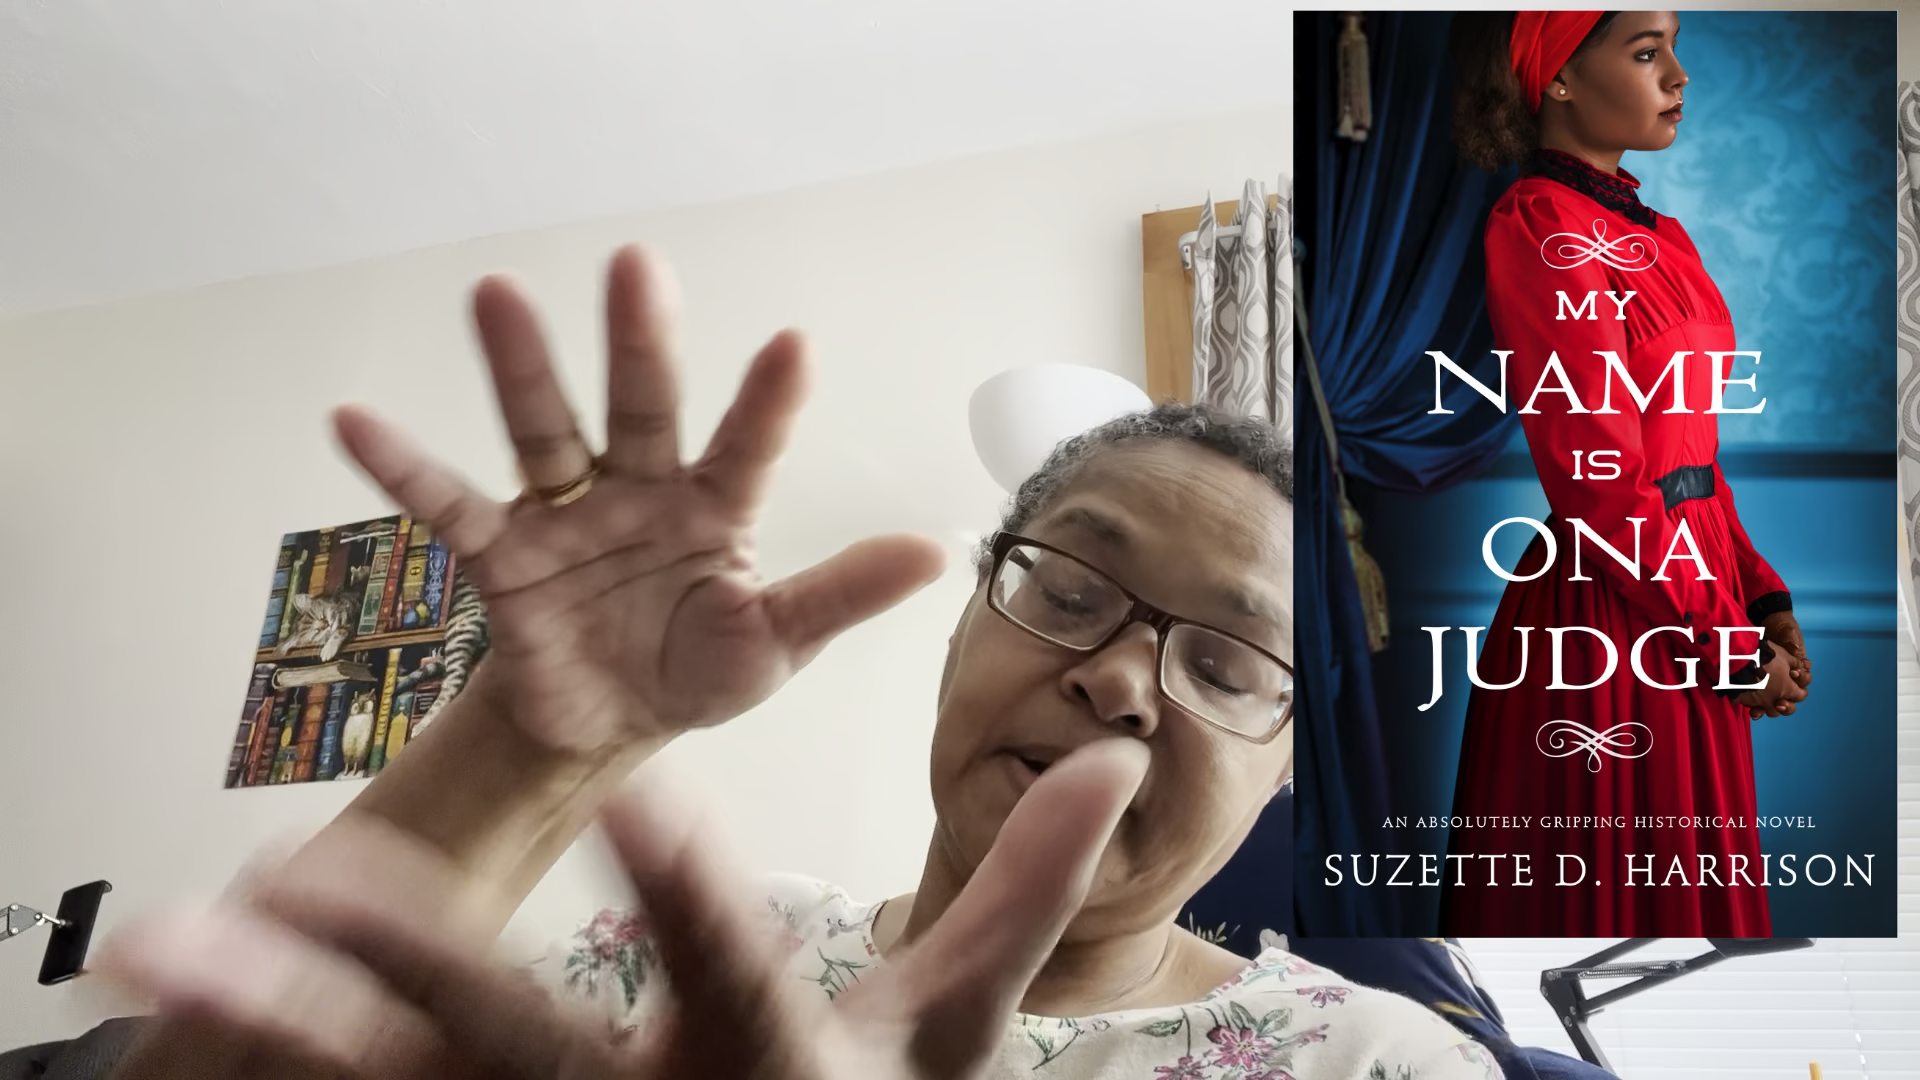 MY
NAME
IS
ONA
JUDGE
AN ABSOLUTELY GRIPPING HISTORICAL NOVEL
SUZETTE D. HARRISON